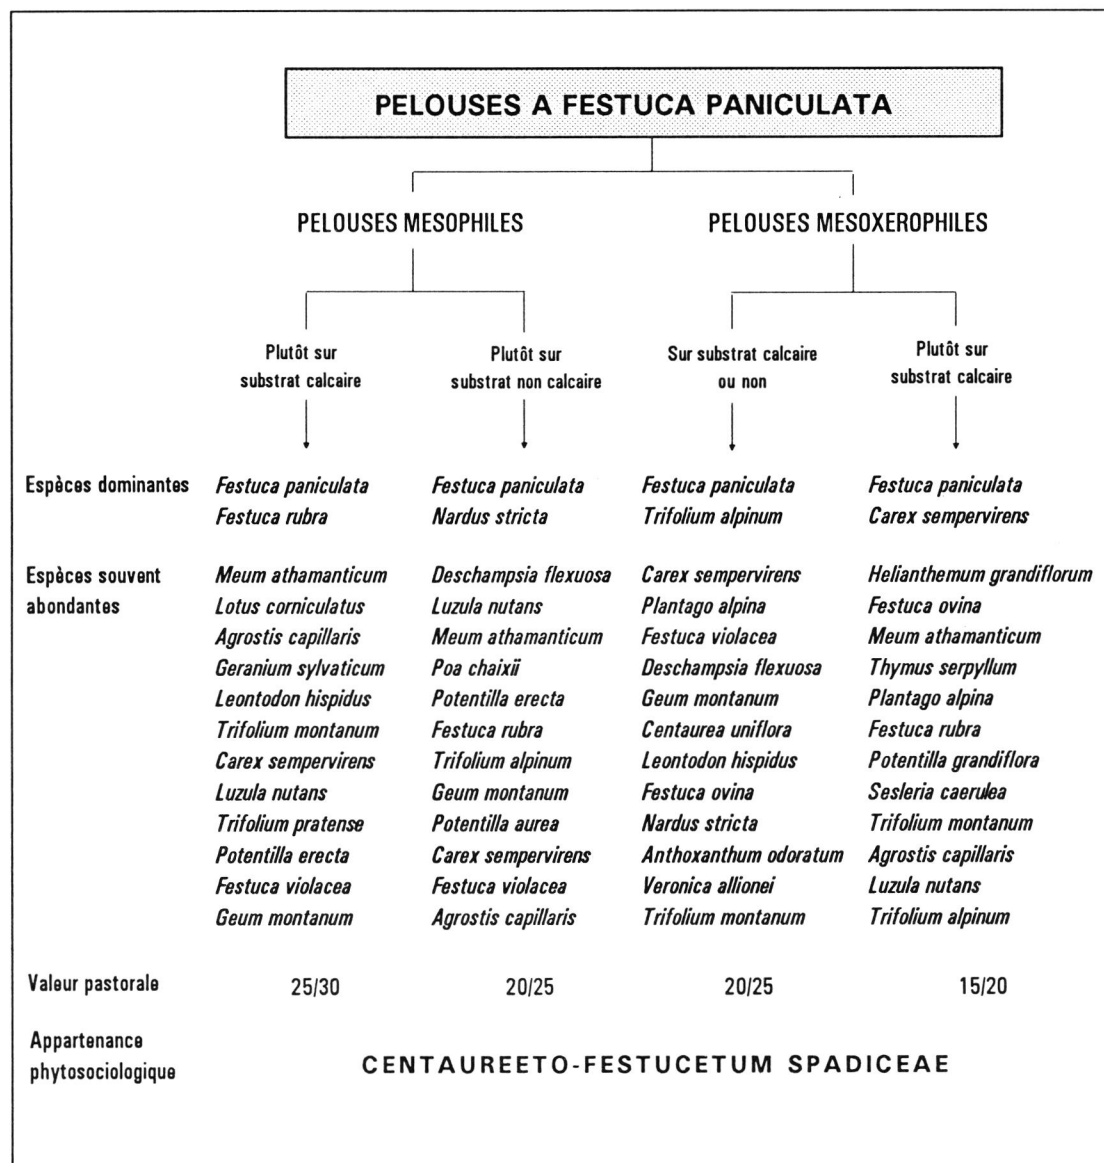 PELOUSES A FESTUCA PANICULATA
PELOUSES MESOPHILES PELOUSES MESOXEROPHILES
Plutôt sur Plutôt sur Sur substrat calcaire Plutôt sur
substrat calcaire substrat non calcaire ou non substrat calcaire
Espèces dominantes Festuca paniculata Festuca paniculata Festuca paniculata Festuca paniculata
Festuca rubra Nardus stricta Trifolium alpinum Carex sempervirens
Espèces souvent Meum athamanticum Deschampsia flexuosa Carex sempervirens Helianthemum grandiflorum
abondantes Lotus corniculatus Luzula nutans Plantago alpina Festuca ovina
Agrostis capillaris Meum athamanticum Festuca violacea Meum athamanticum
Geranium sylvaticum Poa chaixii Deschampsia flexuosa Thymus serpyllum
Leontodon hispidus Potentilla erecta Geum montanum Plantago alpina
Trifolium montanum Festuca rubra Centaurea uniflora Festuca rubra
Carex sempervirens Trifolium alpinum Leontodon hispidus Potentilla grandiflora
Luzula nutans Geum montanum Festuca ovina Sesleria caerulea
Trifolium pratense Potentilla aurea Nardus stricta Trifolium montanum
Potentilla erecta Carex sempervirens Anthoxanthum odoratum Agrostis capillaris
Festuca violacea Festuca violacea Veronica allionei Luzula nutans
Geum montanum Agrostis capillaris Trifolium montanum Trifolium alpinum
Valeur pastorale 25/30 20/25 20/25 15/20
Appartenance
phytosociologique CENTAUREETO-FESTUCETUM SPADICEAE